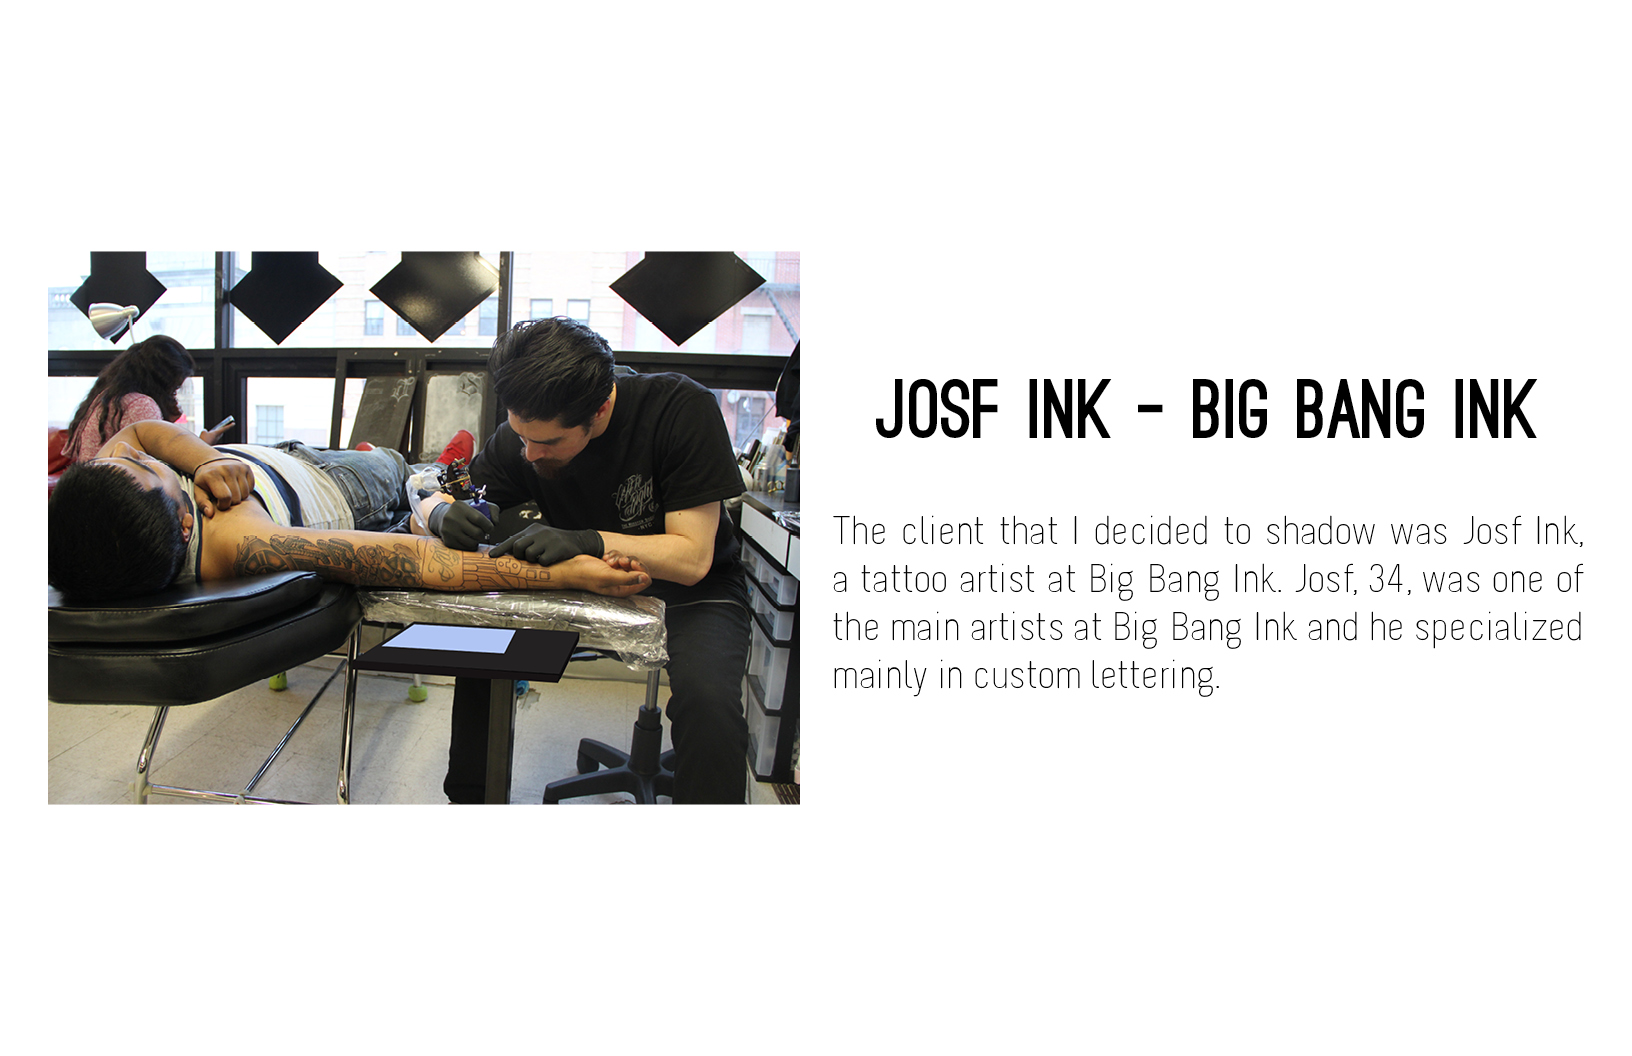 JOSF INK - BIG BANG INK
The client that I decided to shadow was Josf Ink,
a tattoo artist at Big Bang Ink. Josf, 34, was one of
the main artists at Big Bang Ink and he specialized
mainly in custom lettering.